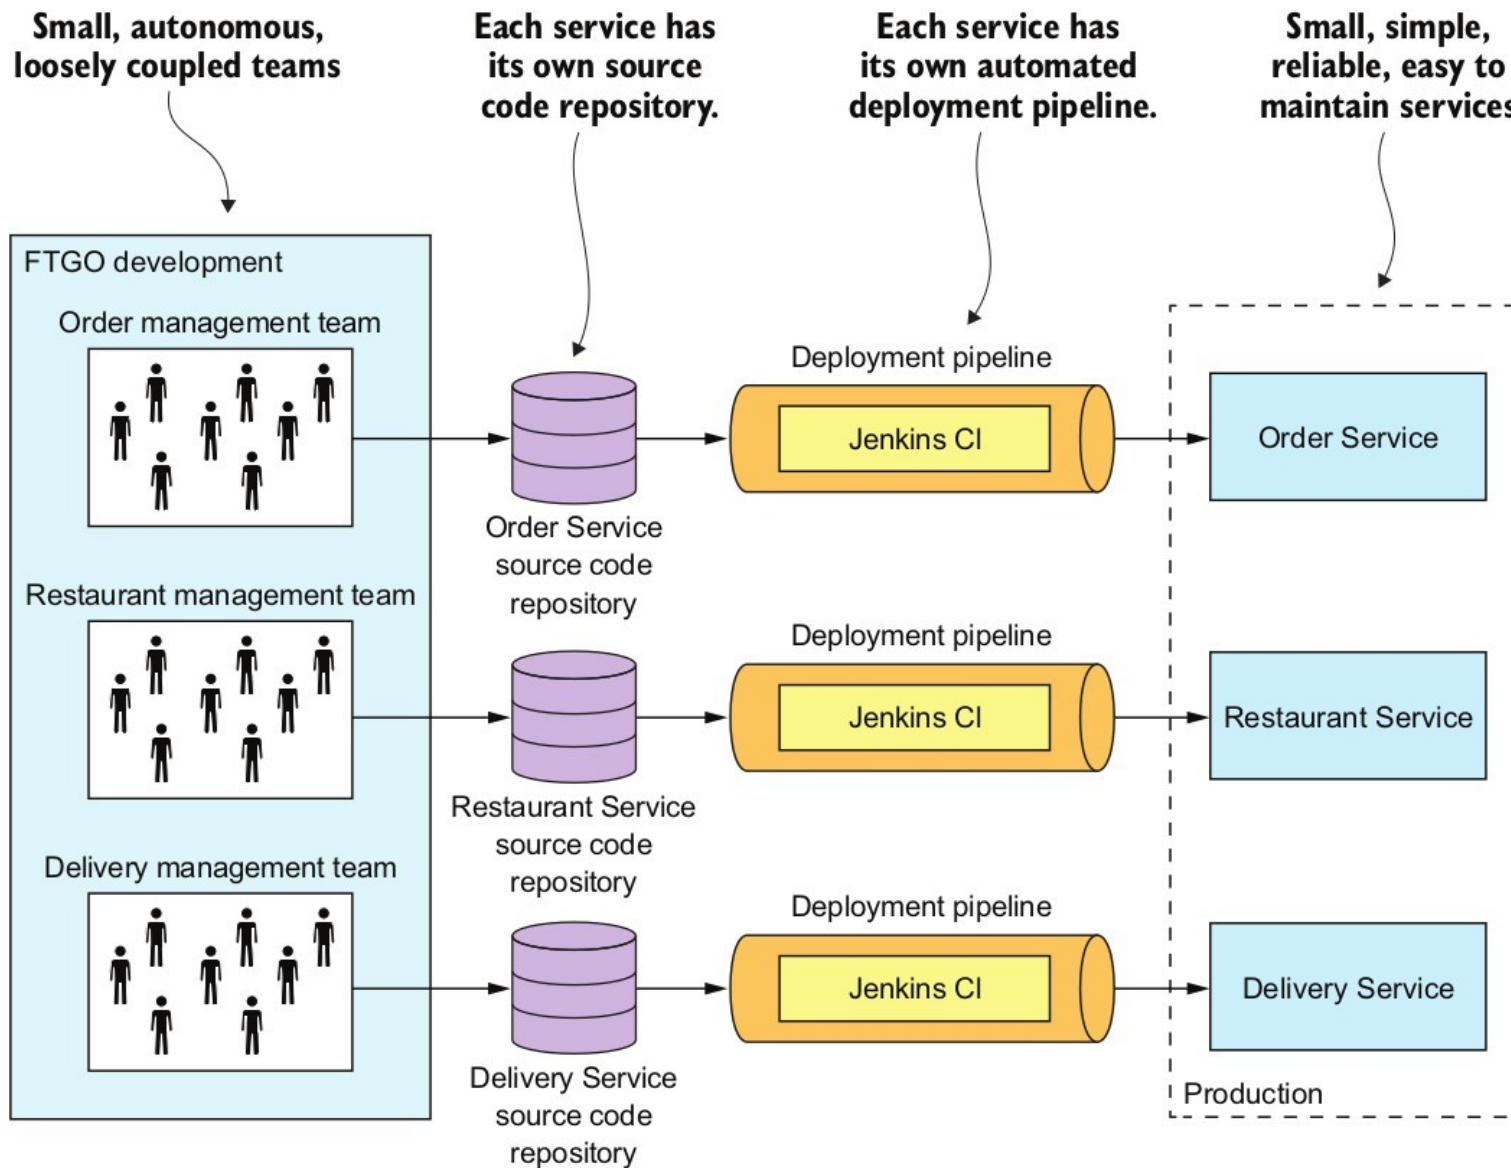 Small, autonomous,
loosely coupled teams
Each service has
its own source
code repository.
Each service has
its own automated
deployment pipeline.
Small, simple,
reliable, easy to
maintain services
FTGO development
Order management team
Restaurant management team
Delivery management team
Order Service
source code
repository
Restaurant Service
source code
repository
Delivery Service
source code
repository
Deployment pipeline
Jenkins CI
Deployment pipeline
Jenkins CI
Deployment pipeline
Jenkins CI
Order Service
Restaurant Service
Delivery Service
Production